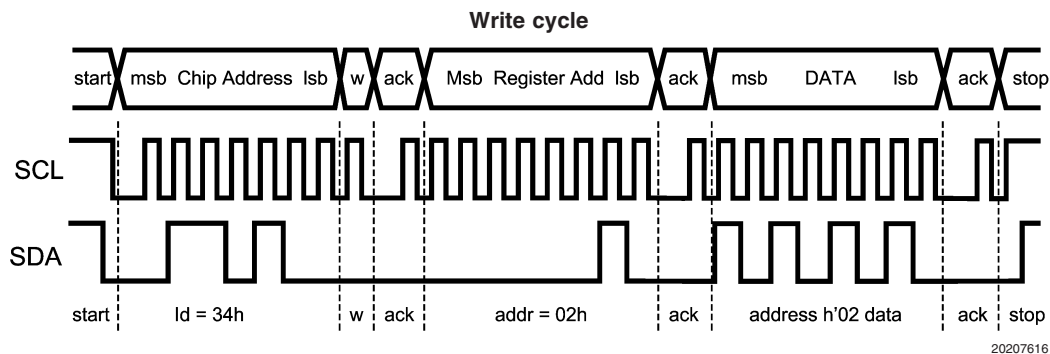 Write cycle
start msb Chip Address lsb w ack Msb Register Add lsb ack msb DATA lsb ack stop
SCL
SDA
start Id = 34h w ack addr = 02h ack address h'02 data ack stop
20207616